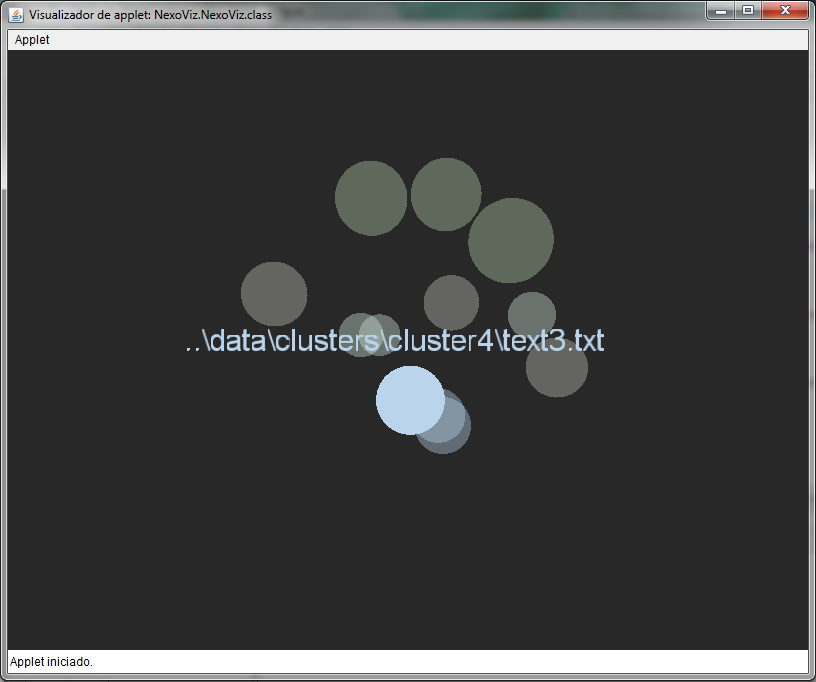 Visualizador de applet: NexoViz.NexoViz.class
Applet
..\data\clusters\cluster4\text3.txt
Applet iniciado.